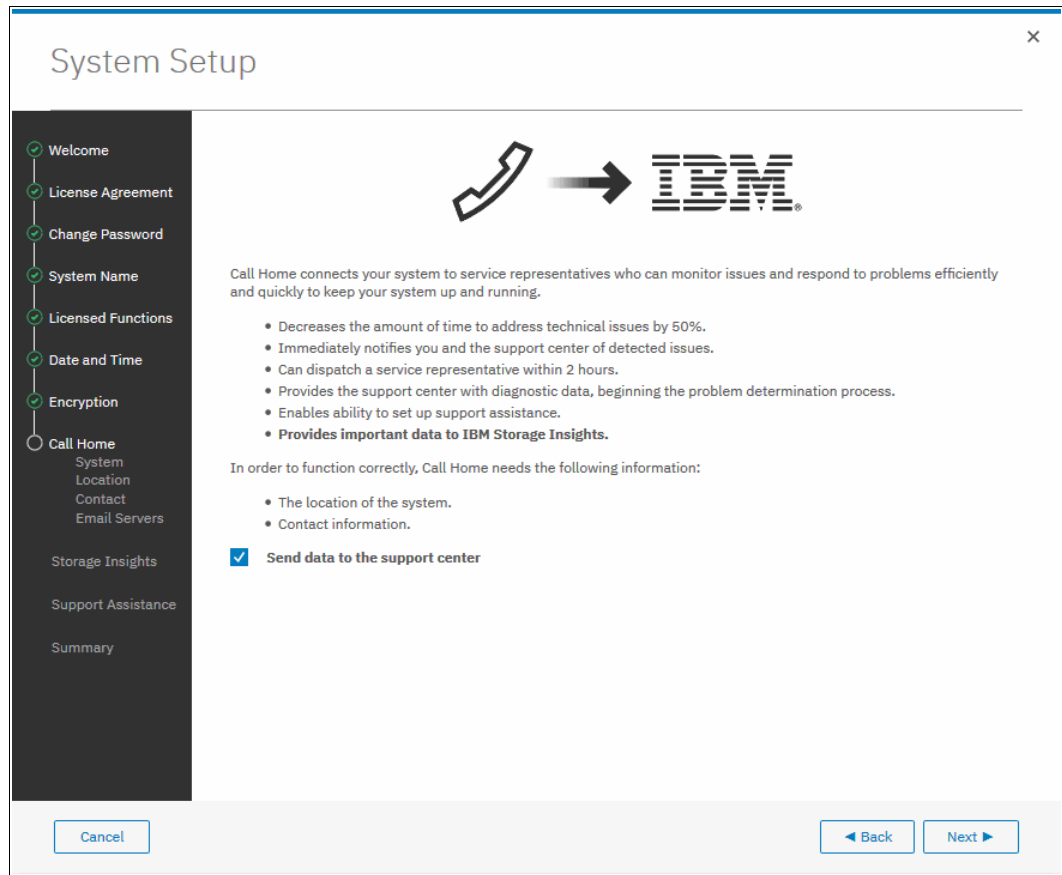 System Setup
Welcome
License Agreement
Change Password
System Name
Licensed Functions
Date and Time
Encryption
Call Home
System
Location
Contact
Email Servers
Storage Insights
Support Assistance
Summary
IBM®
Call Home connects your system to service representatives who can monitor issues and respond to problems efficiently
and quickly to keep your system up and running.
• Decreases the amount of time to address technical issues by 50%.
• Immediately notifies you and the support center of detected issues.
• Can dispatch a service representative within 2 hours.
• Provides the support center with diagnostic data, beginning the problem determination process.
• Enables ability to set up support assistance.
• Provides important data to IBM Storage Insights.
In order to function correctly, Call Home needs the following information:
• The location of the system.
• Contact information.
Send data to the support center
Cancel
Back
Next